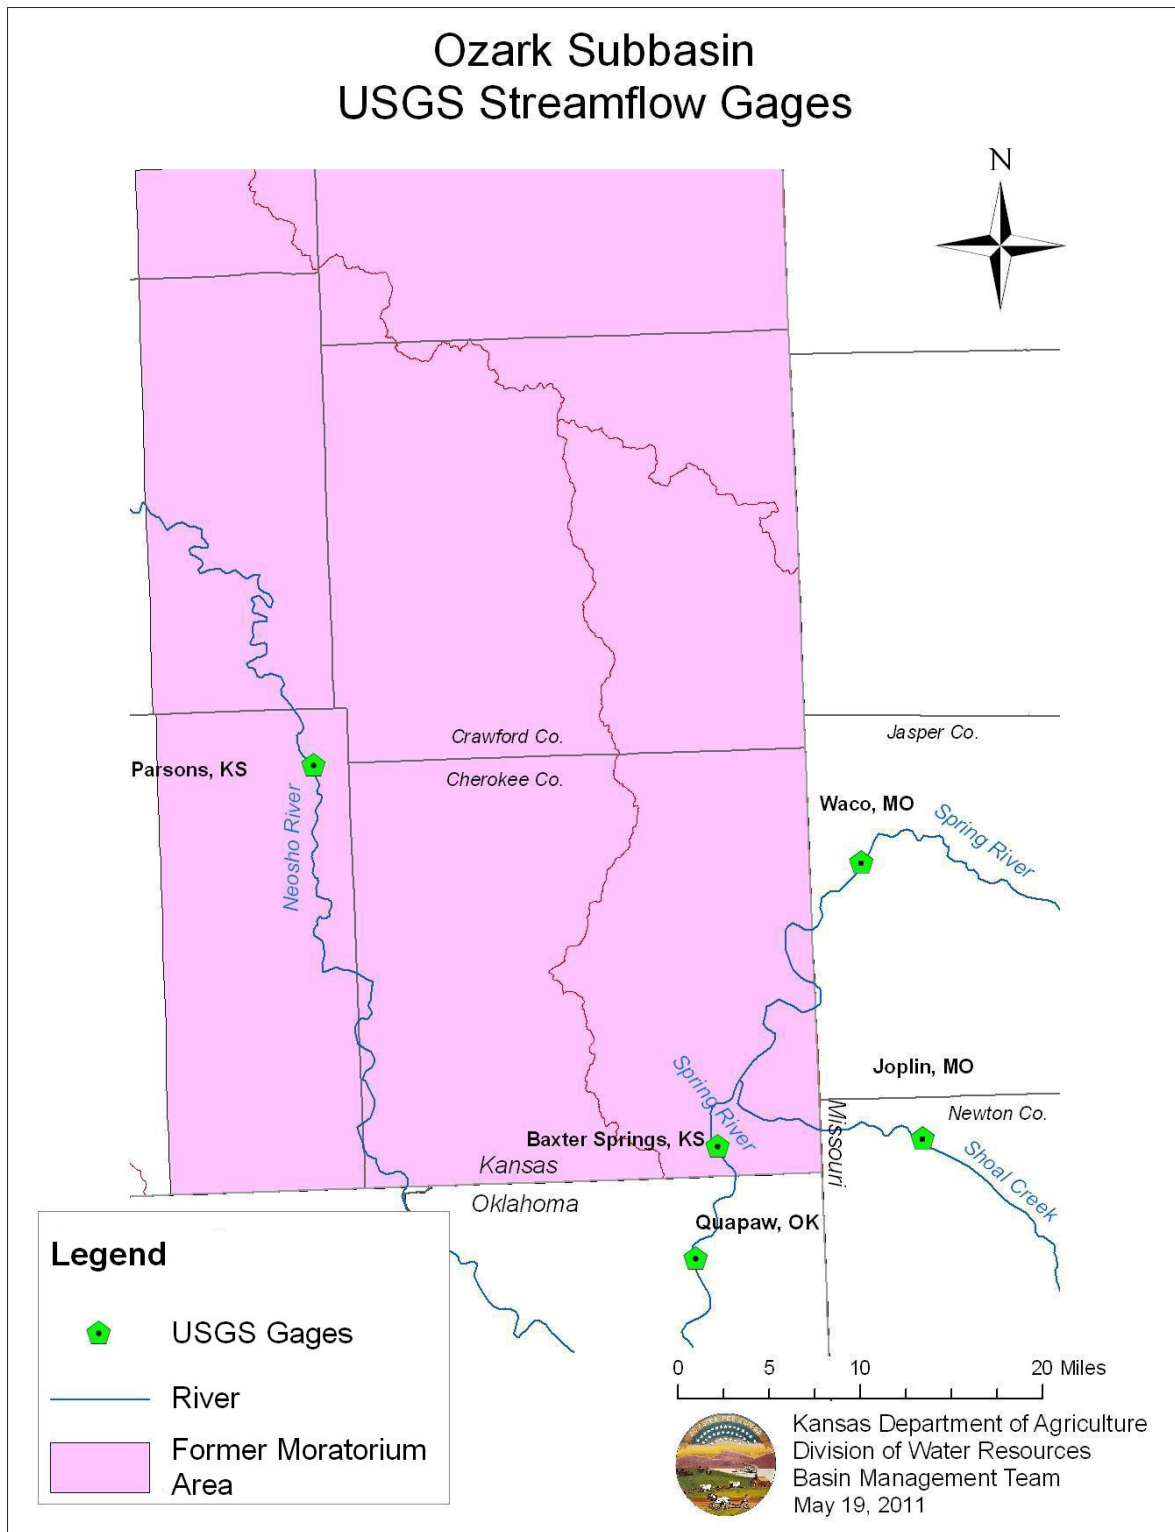 Ozark Subbasin
USGS Streamflow Gages
N
Crawford Co.
Jasper Co.
Parsons, KS
Cherokee Co.
Waco, MO
Spring River
Neosho River
Joplin, MO
Spring River
Missouri
Newton Co.
Baxter Springs, KS
Shoal Creek
Kansas
Oklahoma
Quapaw, OK
Legend
USGS Gages
River
Former Moratorium
Area
0 5 10 20 Miles
Kansas Department of Agriculture
Division of Water Resources
Basin Management Team
May 19, 2011